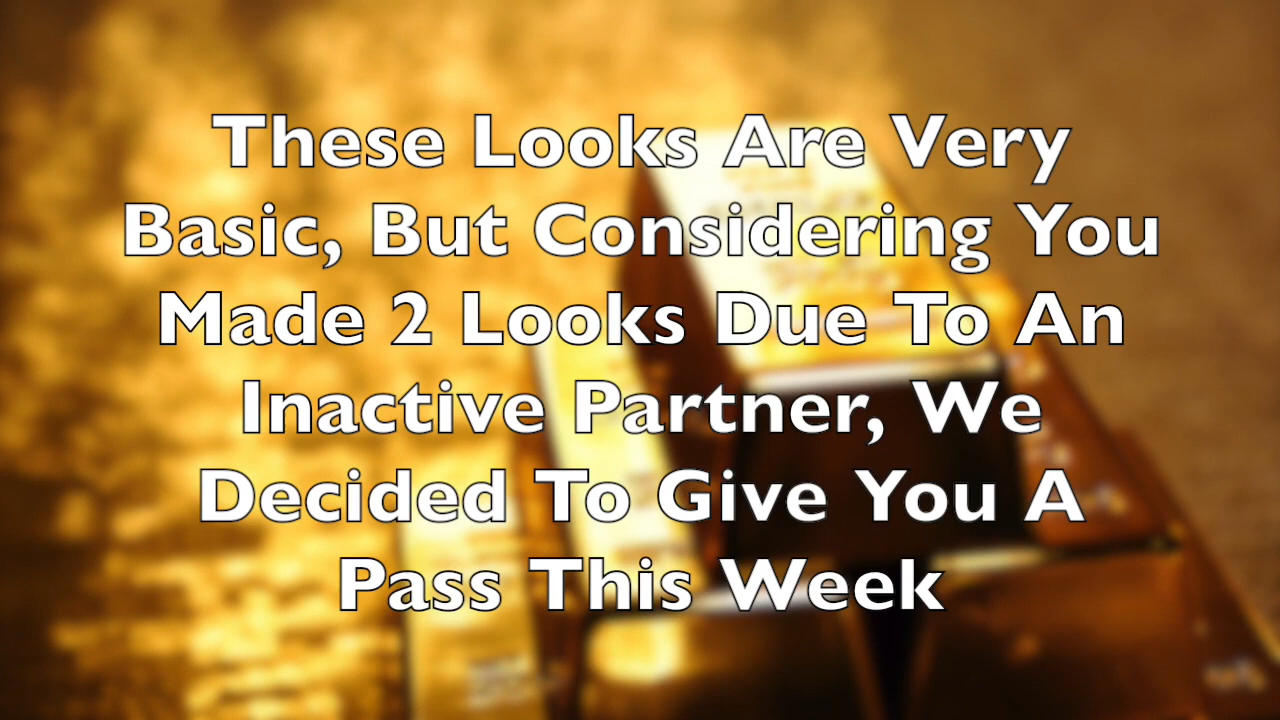 These Looks Are Very
Basic, But Considering You
Made 2 Looks Due To An
Inactive Partner, We
Decided To Give You A
Pass This Week